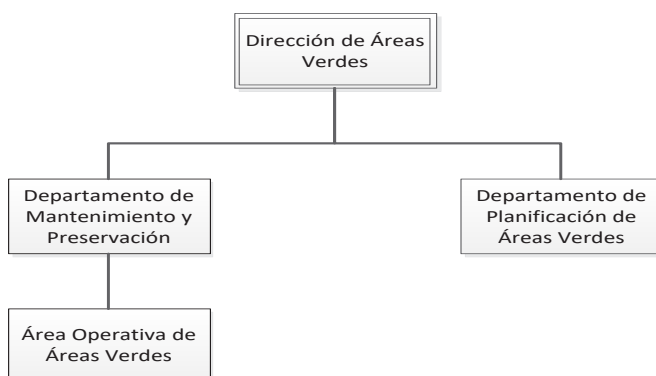 Dirección de Áreas
Verdes
Departamento de
Mantenimiento y
Preservación
Departamento de
Planificación de
Áreas Verdes
Área Operativa de
Áreas Verdes